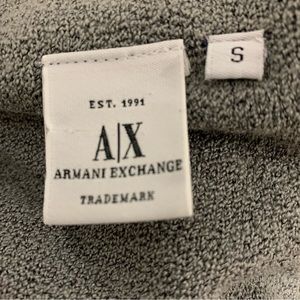 EST. 1991
A|X
ARMANI EXCHANGE
TRADEMARK
S